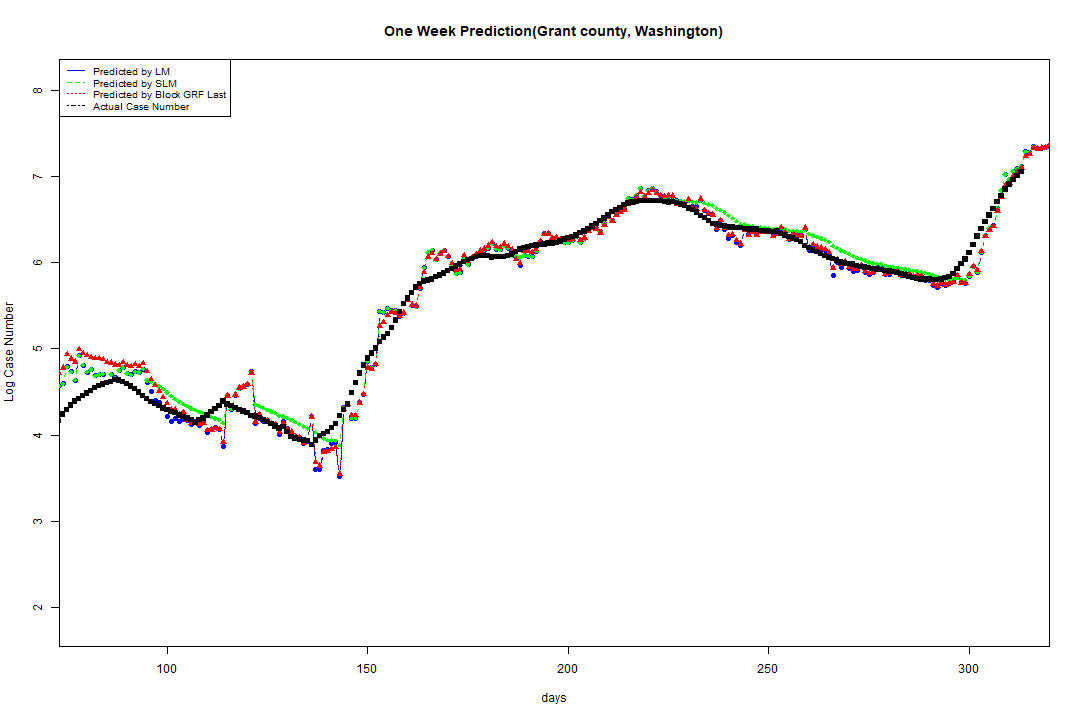 One Week Prediction(Grant county, Washington)
Predicted by LM
Predicted by SLM
Predicted by Block GRF Last
Actual Case Number
8
7
6
5
4
3
2
Log Case Number
100 150 200 250 300
days